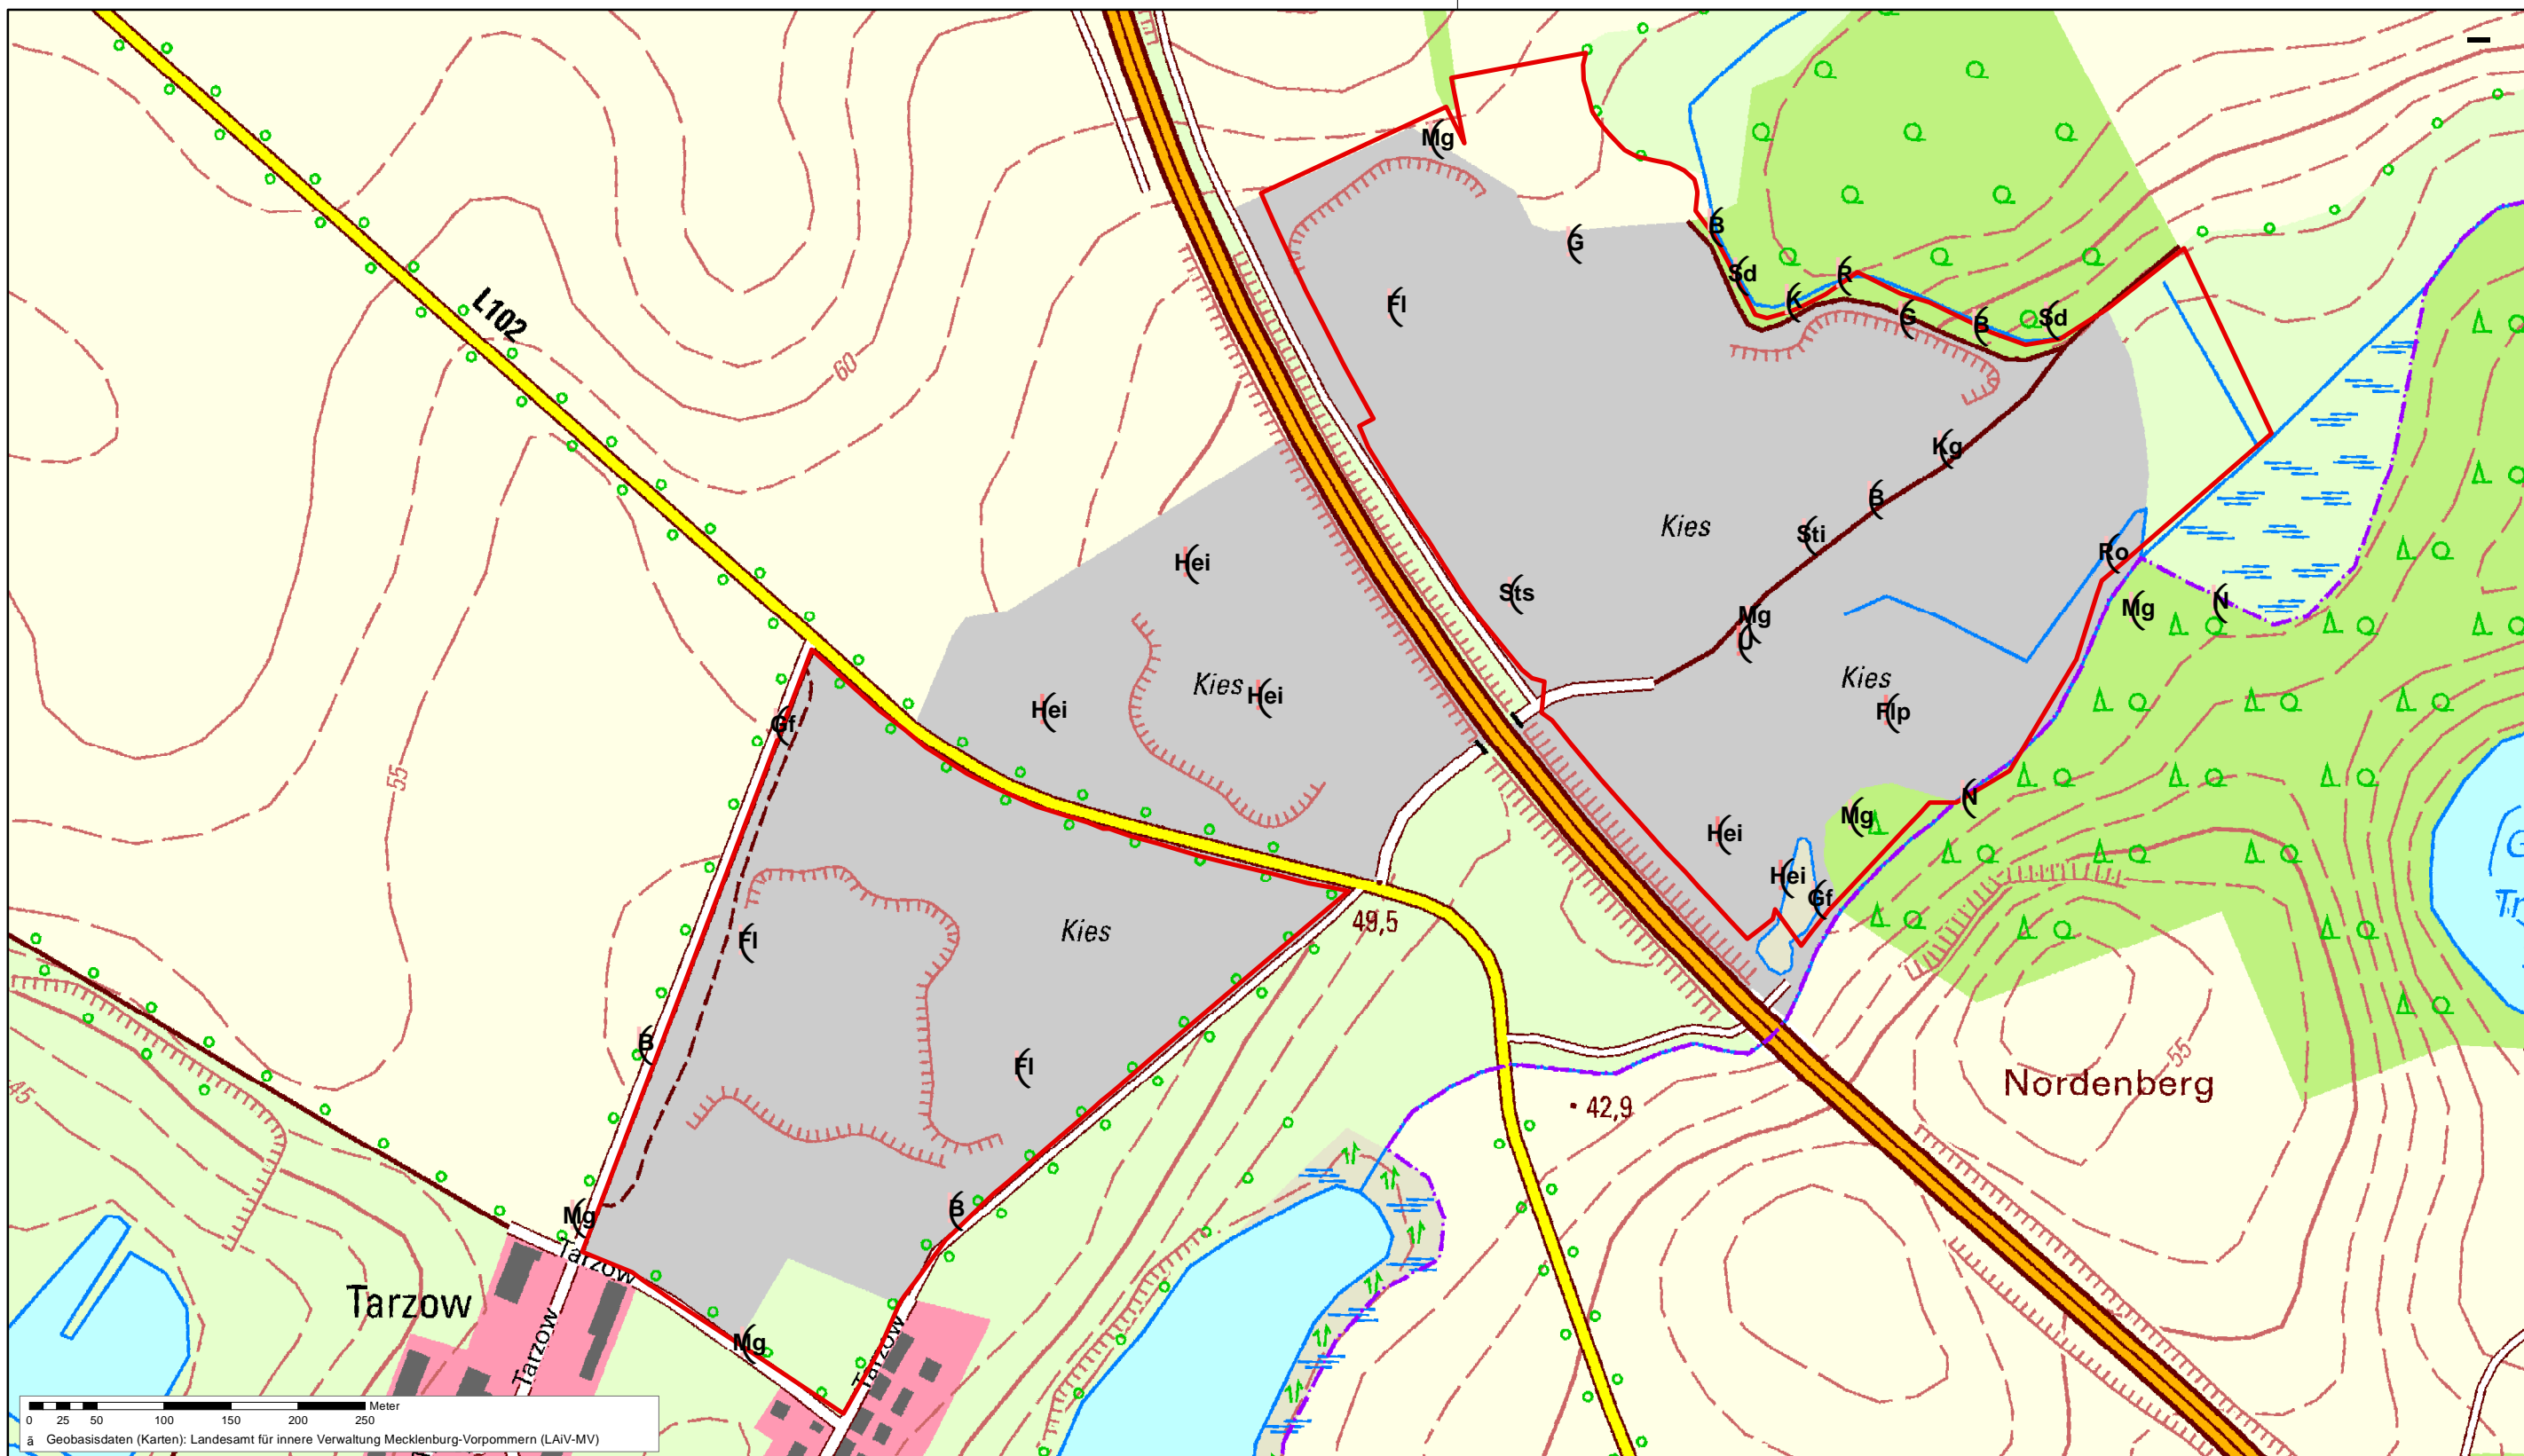 Mg
B
G
Sd
R
K
Fl
G
B
Sd
L102
60
Kg
B
Kies
Sti
Hei
Ro
Sts
Mg
N
Mg
U
Kies
Kies
Hei
Hei
Flp
Gf
55
N
Mg
Hei
Hei
Gf
49,5
Kies
Fl
B
Fl
55
Nordenberg
42,9
45
B
Mg
Tarzow
Tarzow
Mg
Tarzow
Tarzow
Meter
0 25 50 100 150 200 250
ã Geobasisdaten (Karten): Landesamt für innere Verwaltung Mecklenburg-Vorpommern (LAiV-MV)